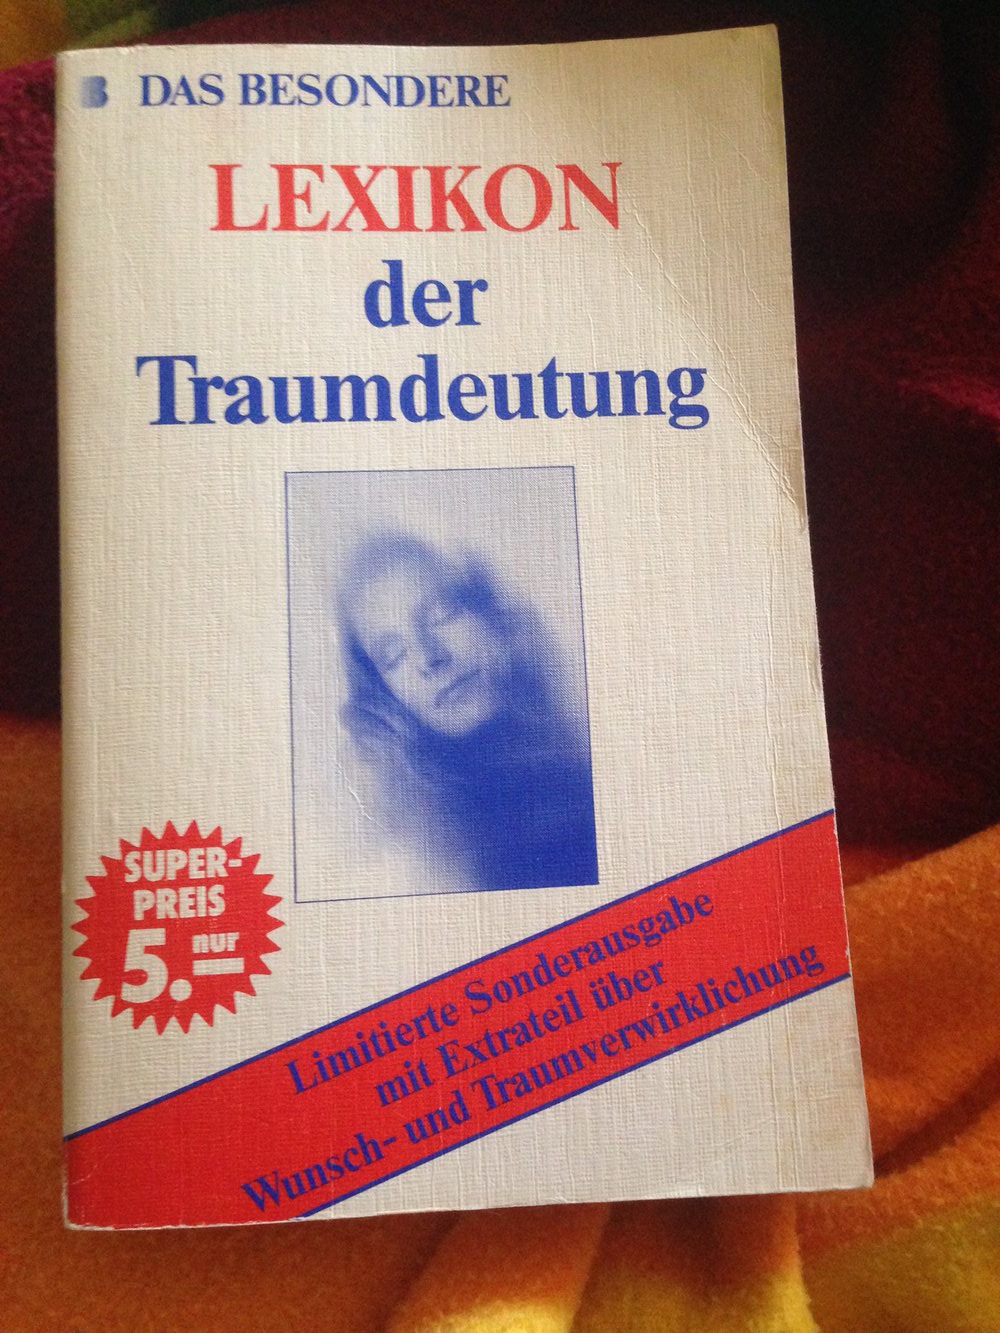 B DAS BESONDERE
LEXIKON
der
Traumdeutung
SUPER-
PREIS
nur
5.–
Limitierte Sonderausgabe
mit Extrateil über
Wunsch- und Traumverwirklichung